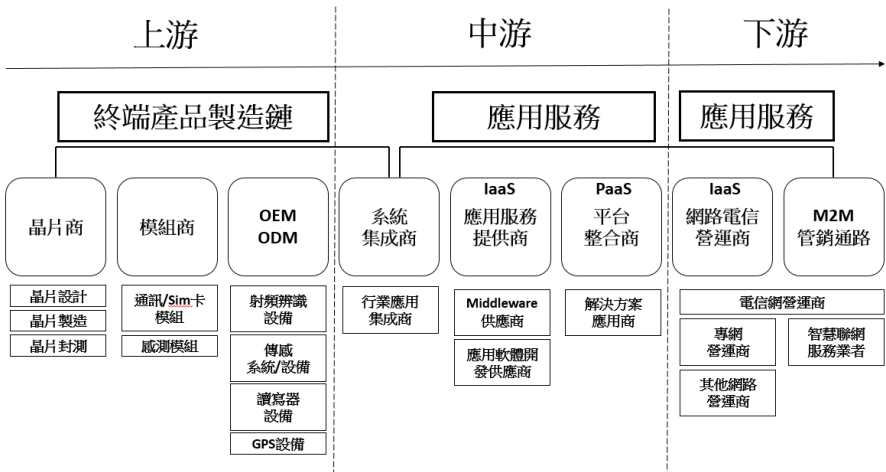 上游
中游
下游
終端產品製造鏈
應用服務
應用服務
晶片商
模組商
OEM
ODM
系統
集成商
IaaS
應用服務
提供商
PaaS
平台
整合商
IaaS
網路電信
營運商
M2M
管銷通路
晶片設計
晶片製造
晶片封測
通訊/Sim卡
模組
感測模組
射頻辨識
設備
傳感
系統/設備
讀寫器
設備
GPS設備
行業應用
集成商
Middleware
供應商
應用軟體開
發供應商
解決方案
應用商
電信網營運商
專網
營運商
其他網路
營運商
智慧聯網
服務業者